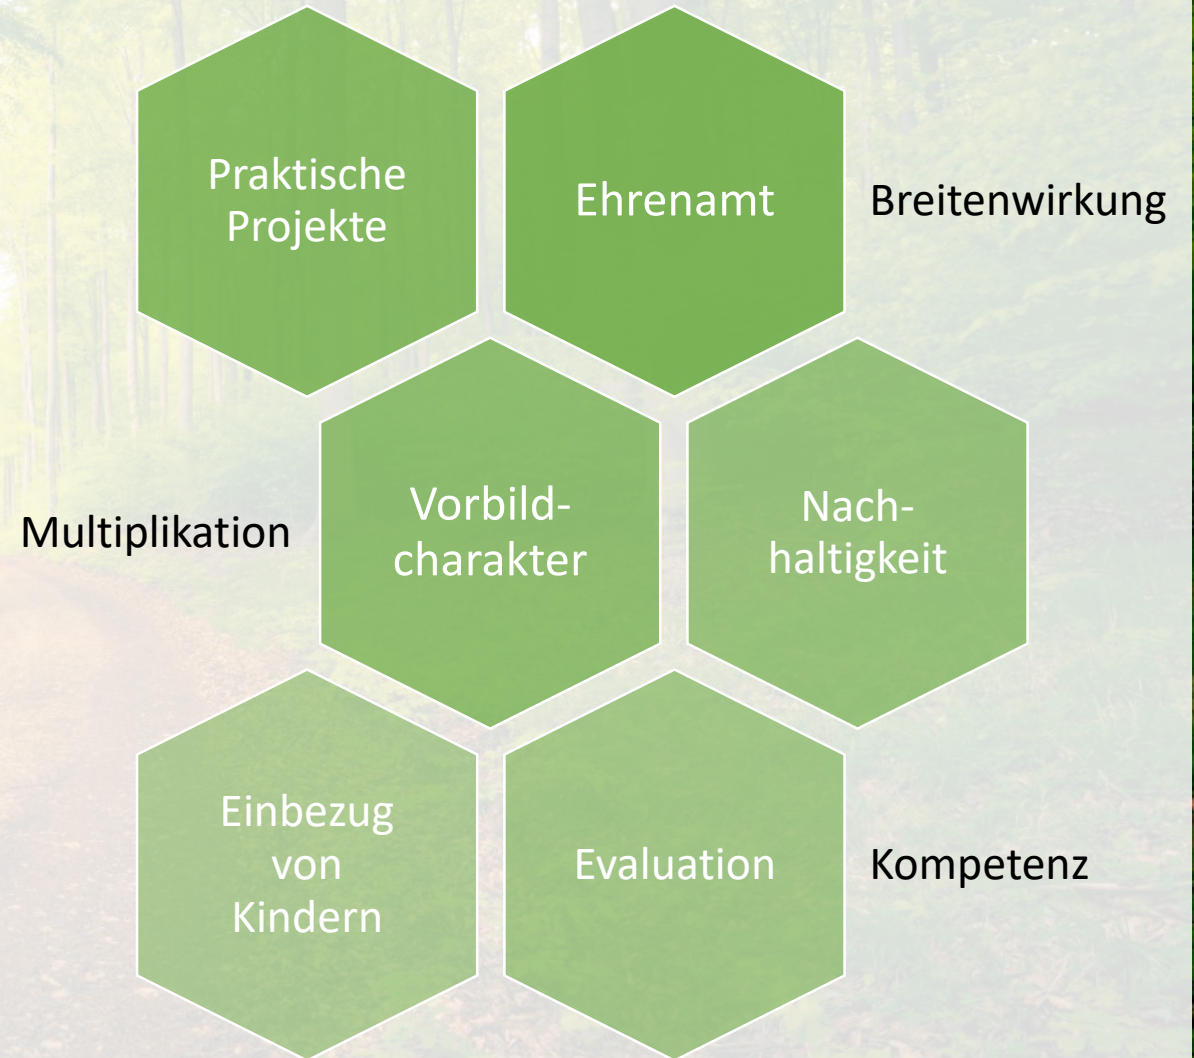 Praktische
Projekte
Ehrenamt
Breitenwirkung
Multiplikation
Vorbild-
charakter
Nach-
haltigkeit
Einbezug
von
Kindern
Evaluation
Kompetenz